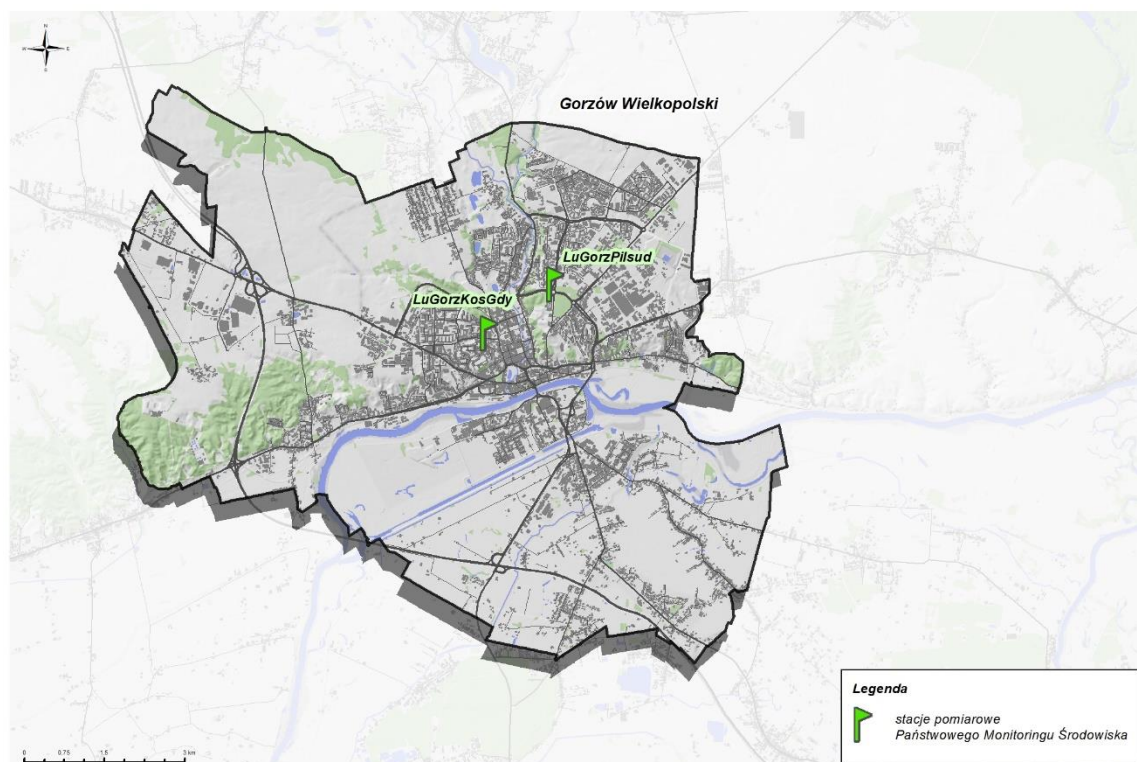 N
W E
S
Gorzów Wielkopolski
LuGorzPilsud
LuGorzKosGdy
Legenda
stacje pomiarowe
Państwowego Monitoringu Środowiska
0 0.75 1.5 3 km